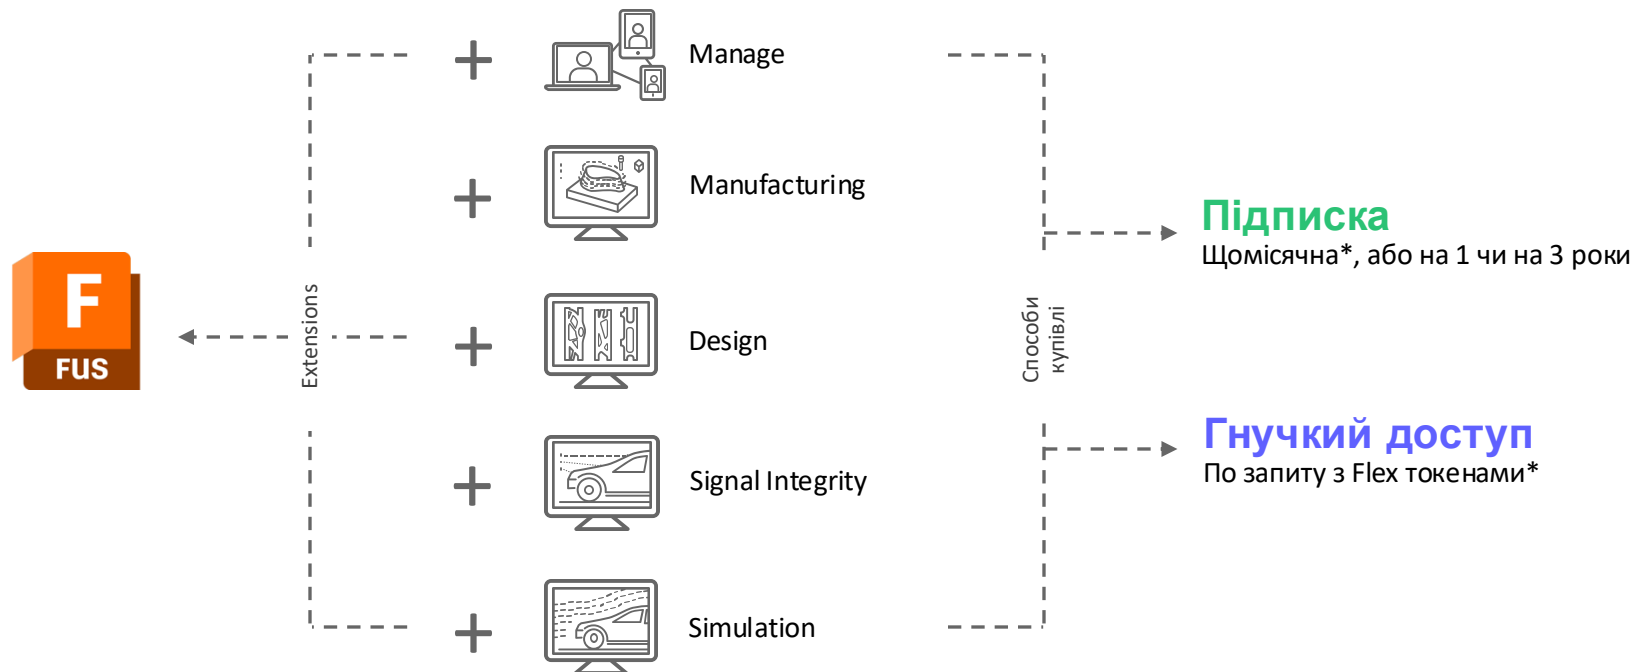 F
FUS
Extensions
Manage
Manufacturing
Design
Signal Integrity
Simulation
Способи
купівлі
Підписка
Щомісячна*, або на 1 чи на 3 роки
Гнучкий доступ
По запиту з Flex токенами*